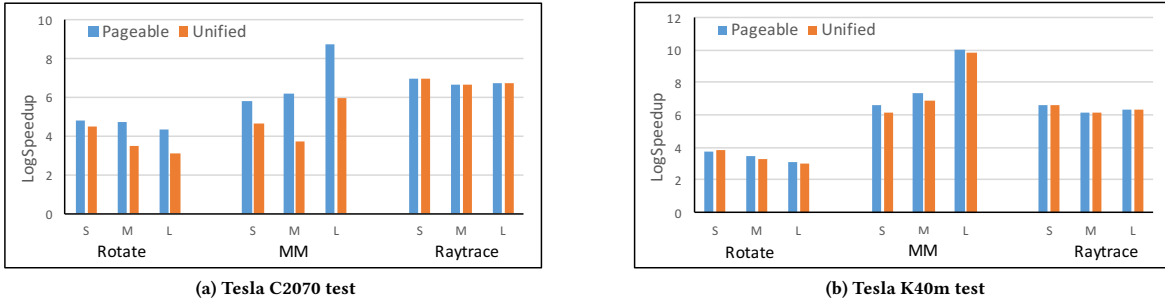 10
8
6
4
2
0
LogSpeedup
Pageable Unified
S M L S M L S M L
Rotate MM Raytrace
(a) Tesla C2070 test
12
10
8
6
4
2
0
LogSpeedup
Pageable Unified
S M L S M L S M L
Rotate MM Raytrace
(b) Tesla K40m test